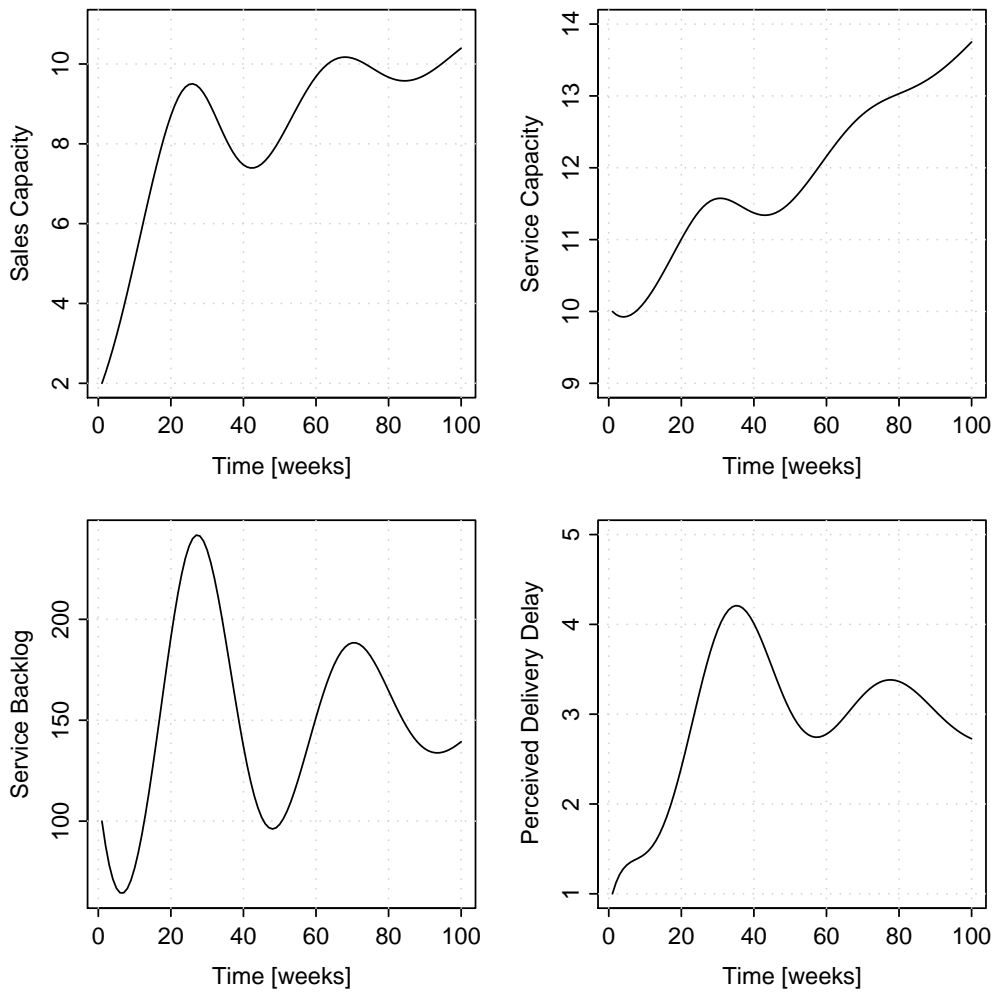 Sales Capacity
2 4 6 8 10
0 20 40 60 80 100
Time [weeks]
Service Capacity
9 10 11 12 13 14
0 20 40 60 80 100
Time [weeks]
Service Backlog
100 150 200
0 20 40 60 80 100
Time [weeks]
Perceived Delivery Delay
1 2 3 4 5
0 20 40 60 80 100
Time [weeks]